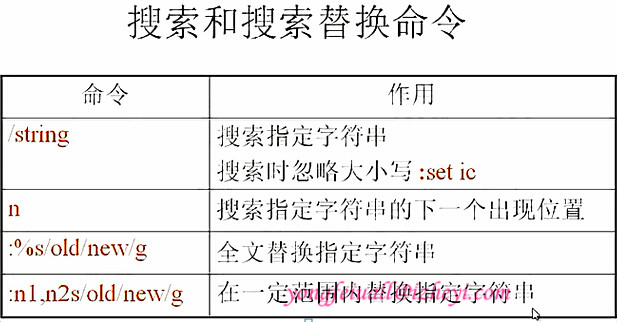 搜索和搜索替换命令
命令 作用
/string 搜索指定字符串
搜索时忽略大小写 :set ic
n 搜索指定字符串的下一个出现位置
:%s/old/new/g 全文替换指定字符串
:n1,n2s/old/new/g 在一定范围内替换指定字符串